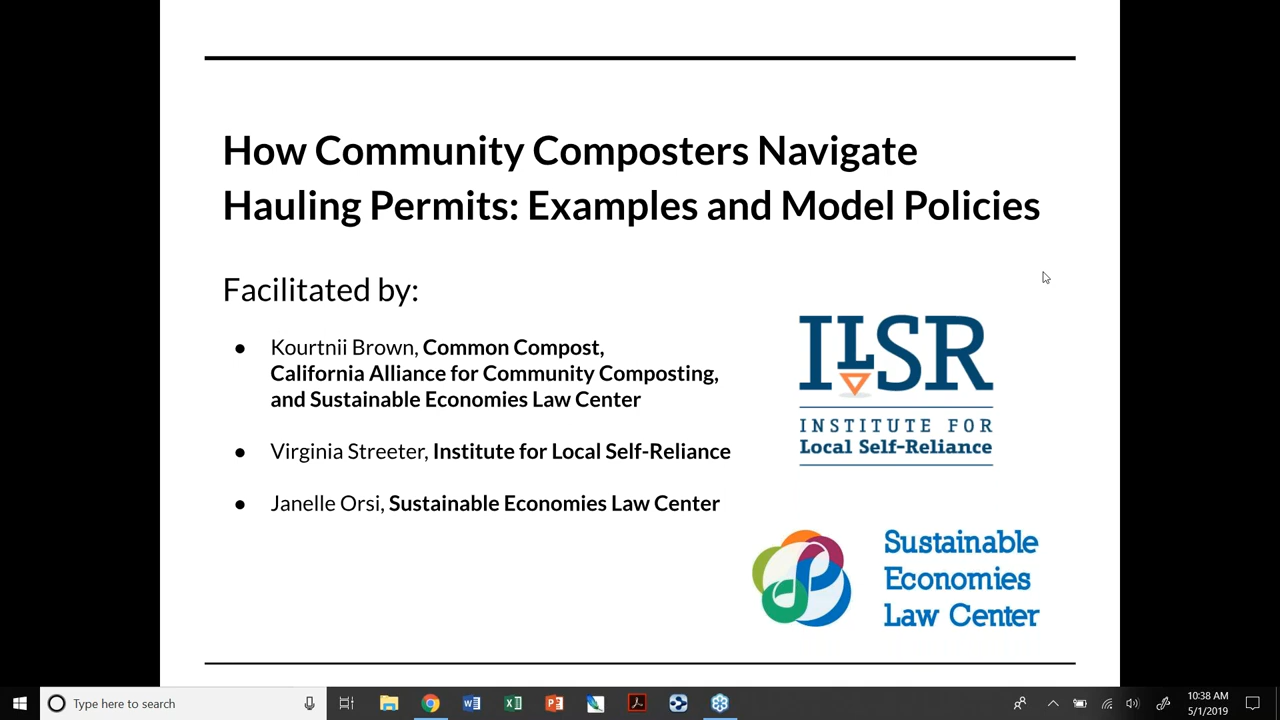 How Community Composters Navigate
Hauling Permits: Examples and Model Policies
Facilitated by:
● Kourtnii Brown, Common Compost,
California Alliance for Community Composting,
and Sustainable Economies Law Center
● Virginia Streeter, Institute for Local Self-Reliance
● Janelle Orsi, Sustainable Economies Law Center
ILSR
INSTITUTE FOR
Local Self-Reliance
Sustainable
Economies
Law Center
Type here to search
10:38 AM
5/1/2019